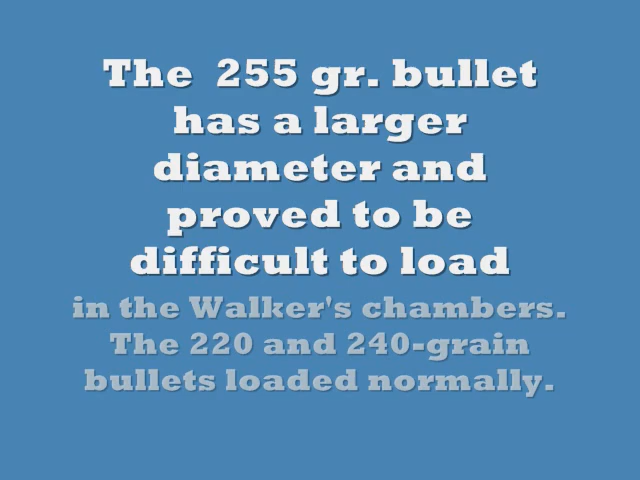 The  255 gr. bullet
has a larger
diameter and
proved to be
difficult to load
in the Walker's chambers.
The 220 and 240-grain
bullets loaded normally.